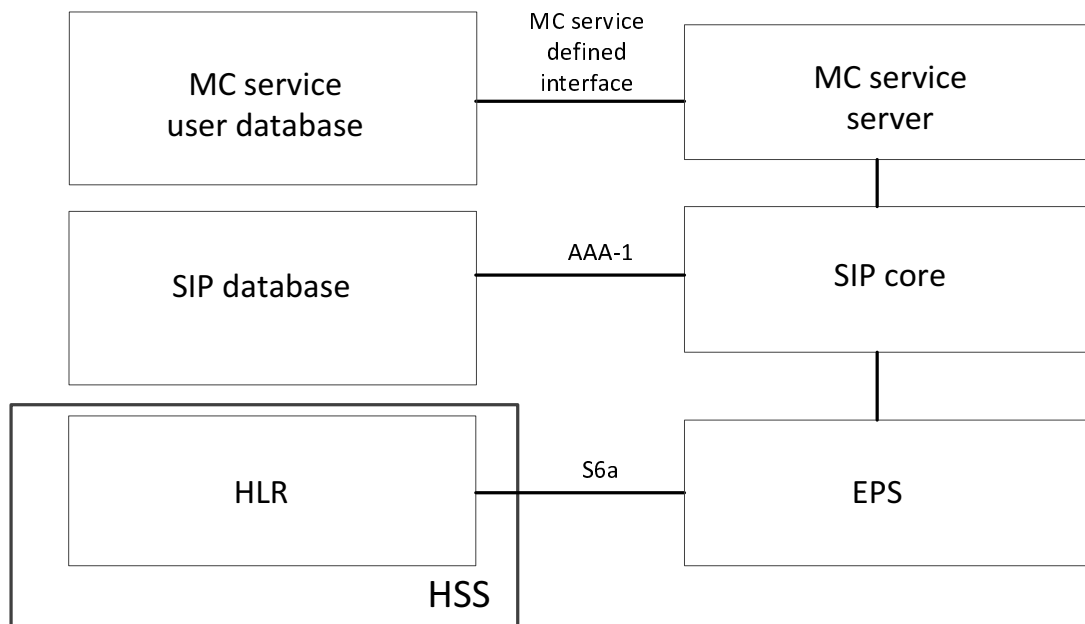 MC service
user database
MC service
defined
interface
MC service
server
SIP database
AAA-1
SIP core
HLR
S6a
EPS
HSS